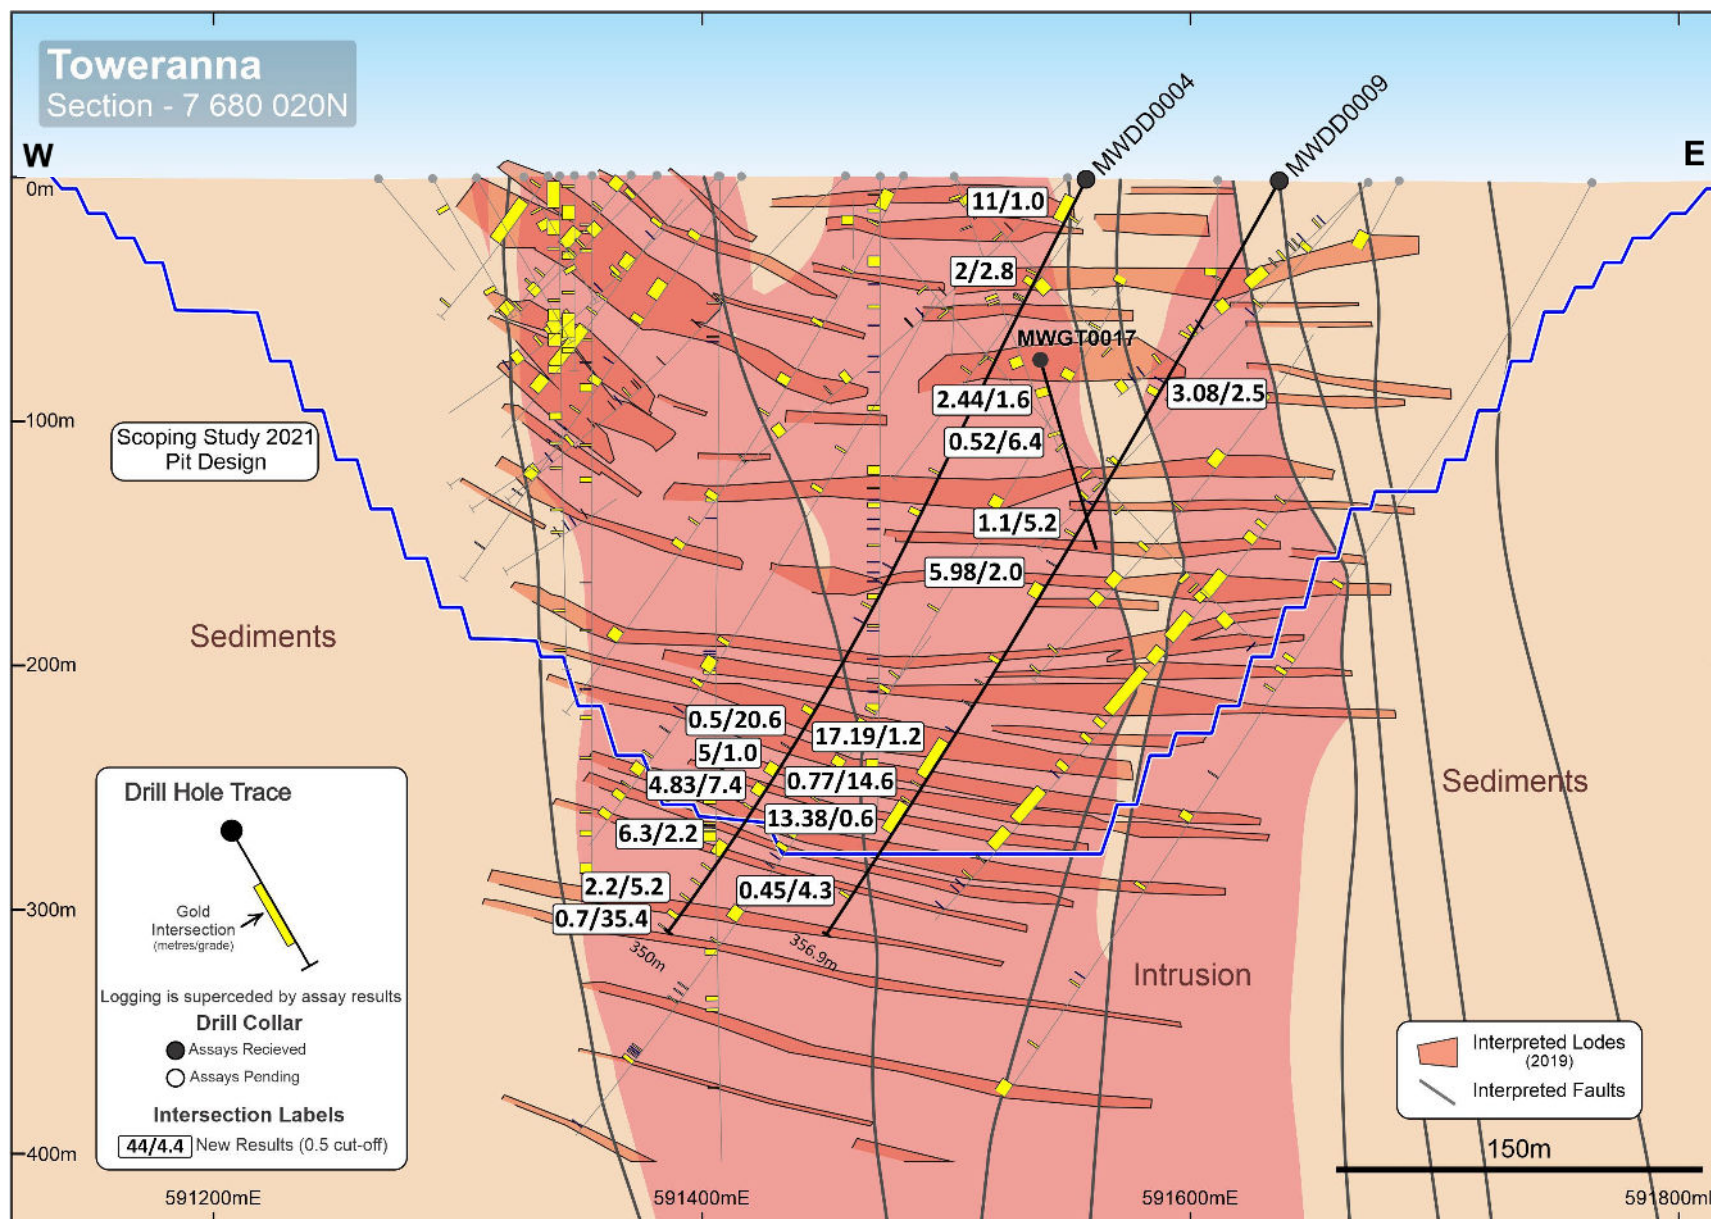 Toweranna
Section - 7 680 020N
MWDD0004
MWDD0009
W
E
0m
11/1.0
2/2.8
MWGT0017
2.44/1.6
3.08/2.5
100m
0.52/6.4
Scoping Study 2021
Pit Design
1.1/5.2
5.98/2.0
Sediments
200m
0.5/20.6
17.19/1.2
5/1.0
4.83/7.4
0.77/14.6
Sediments
13.38/0.6
6.3/2.2
2.2/5.2
0.45/4.3
0.7/35.4
300m
350m
356.9m
Intrusion
Drill Hole Trace
Gold
Intersection
(metres/grade)
Logging is superceded by assay results
Drill Collar
Assays Recieved
Assays Pending
Intersection Labels
44/4.4 New Results (0.5 cut-off)
Interpreted Lodes
(2019)
Interpreted Faults
400m
150m
591200mE
591400mE
591600mE
591800mE